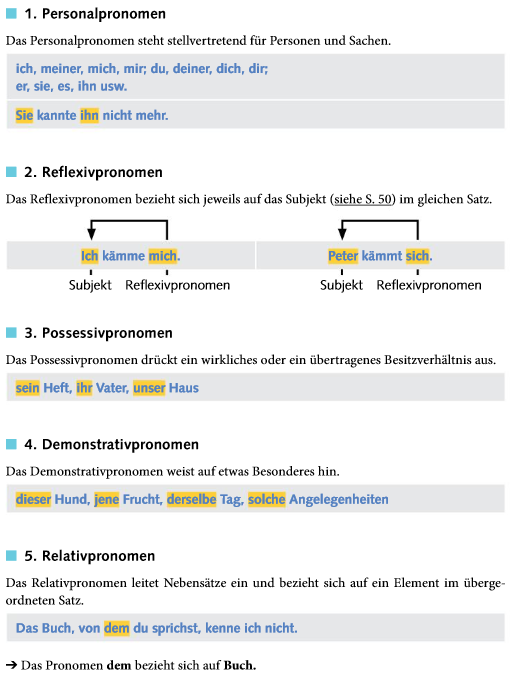 1. Personalpronomen
Das Personalpronomen steht stellvertretend für Personen und Sachen.
ich, meiner, mich, mir; du, deiner, dich, dir;
er, sie, es, ihn usw.
Sie kannte ihn nicht mehr.
2. Reflexivpronomen
Das Reflexivpronomen bezieht sich jeweils auf das Subjekt (siehe S. 50) im gleichen Satz.
Ich kämme mich. Peter kämmt sich.
Subjekt Reflexivpronomen Subjekt Reflexivpronomen
3. Possessivpronomen
Das Possessivpronomen drückt ein wirkliches oder ein übertragenes Besitzverhältnis aus.
sein Heft, ihr Vater, unser Haus
4. Demonstrativpronomen
Das Demonstrativpronomen weist auf etwas Besonderes hin.
dieser Hund, jene Frucht, derselbe Tag, solche Angelegenheiten
5. Relativpronomen
Das Relativpronomen leitet Nebensätze ein und bezieht sich auf ein Element im überge-
ordneten Satz.
Das Buch, von dem du sprichst, kenne ich nicht.
➔ Das Pronomen dem bezieht sich auf Buch.